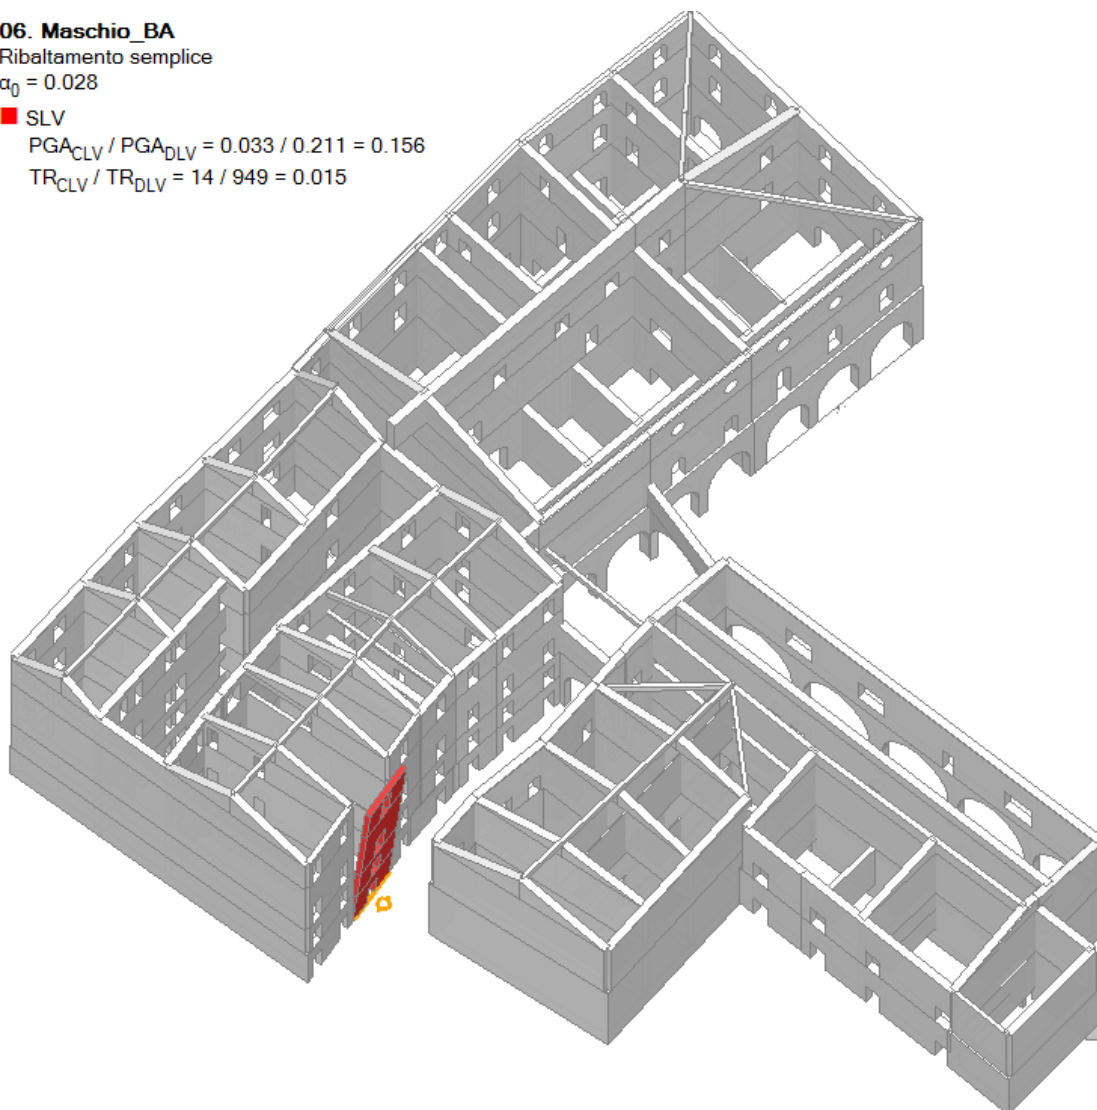 06. Maschio_BA
Ribaltamento semplice
α0 = 0.028
SLV
PGACLV / PGADLV = 0.033 / 0.211 = 0.156
TRCLV / TRDLV = 14 / 949 = 0.015